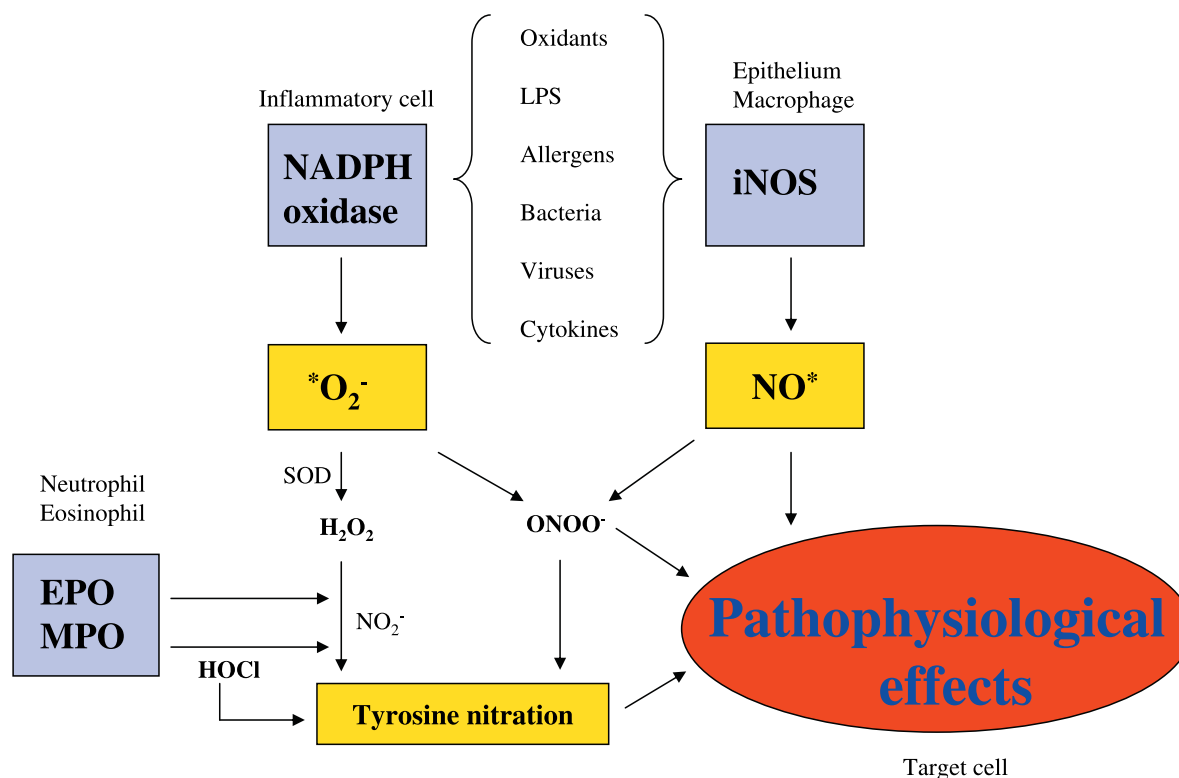 Oxidants
LPS
Allergens
Bacteria
Viruses
Cytokines
Inflammatory cell
NADPH
oxidase
Epithelium
Macrophage
iNOS
*O₂⁻
NO*
SOD
H₂O₂
ONOO⁻
Neutrophil
Eosinophil
EPO
MPO
NO₂⁻
HOCl
Tyrosine nitration
Pathophysiological
effects
Target cell